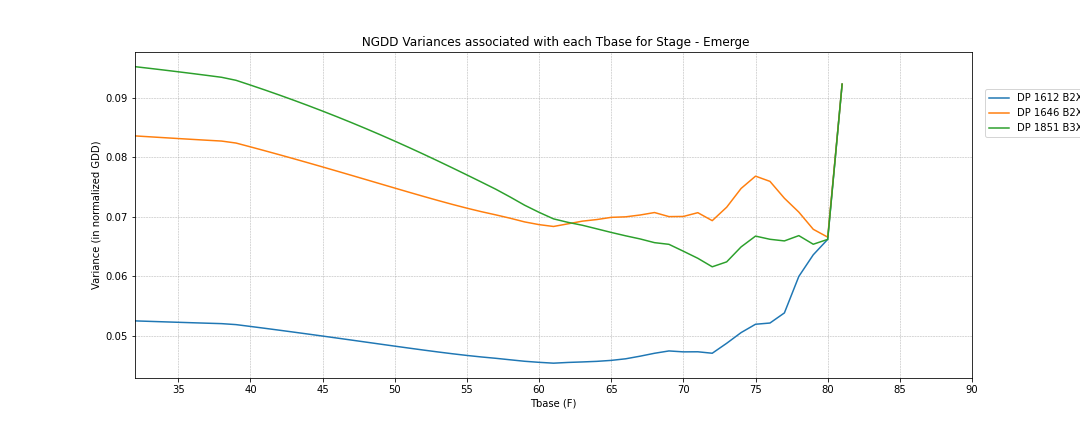 NGDD Variances associated with each Tbase for Stage - Emerge
Variance (in normalized GDD)
0.09
0.08
0.07
0.06
0.05
35 40 45 50 55 60 65 70 75 80 85 90
Tbase (F)
DP 1612 B2X
DP 1646 B2X
DP 1851 B3X